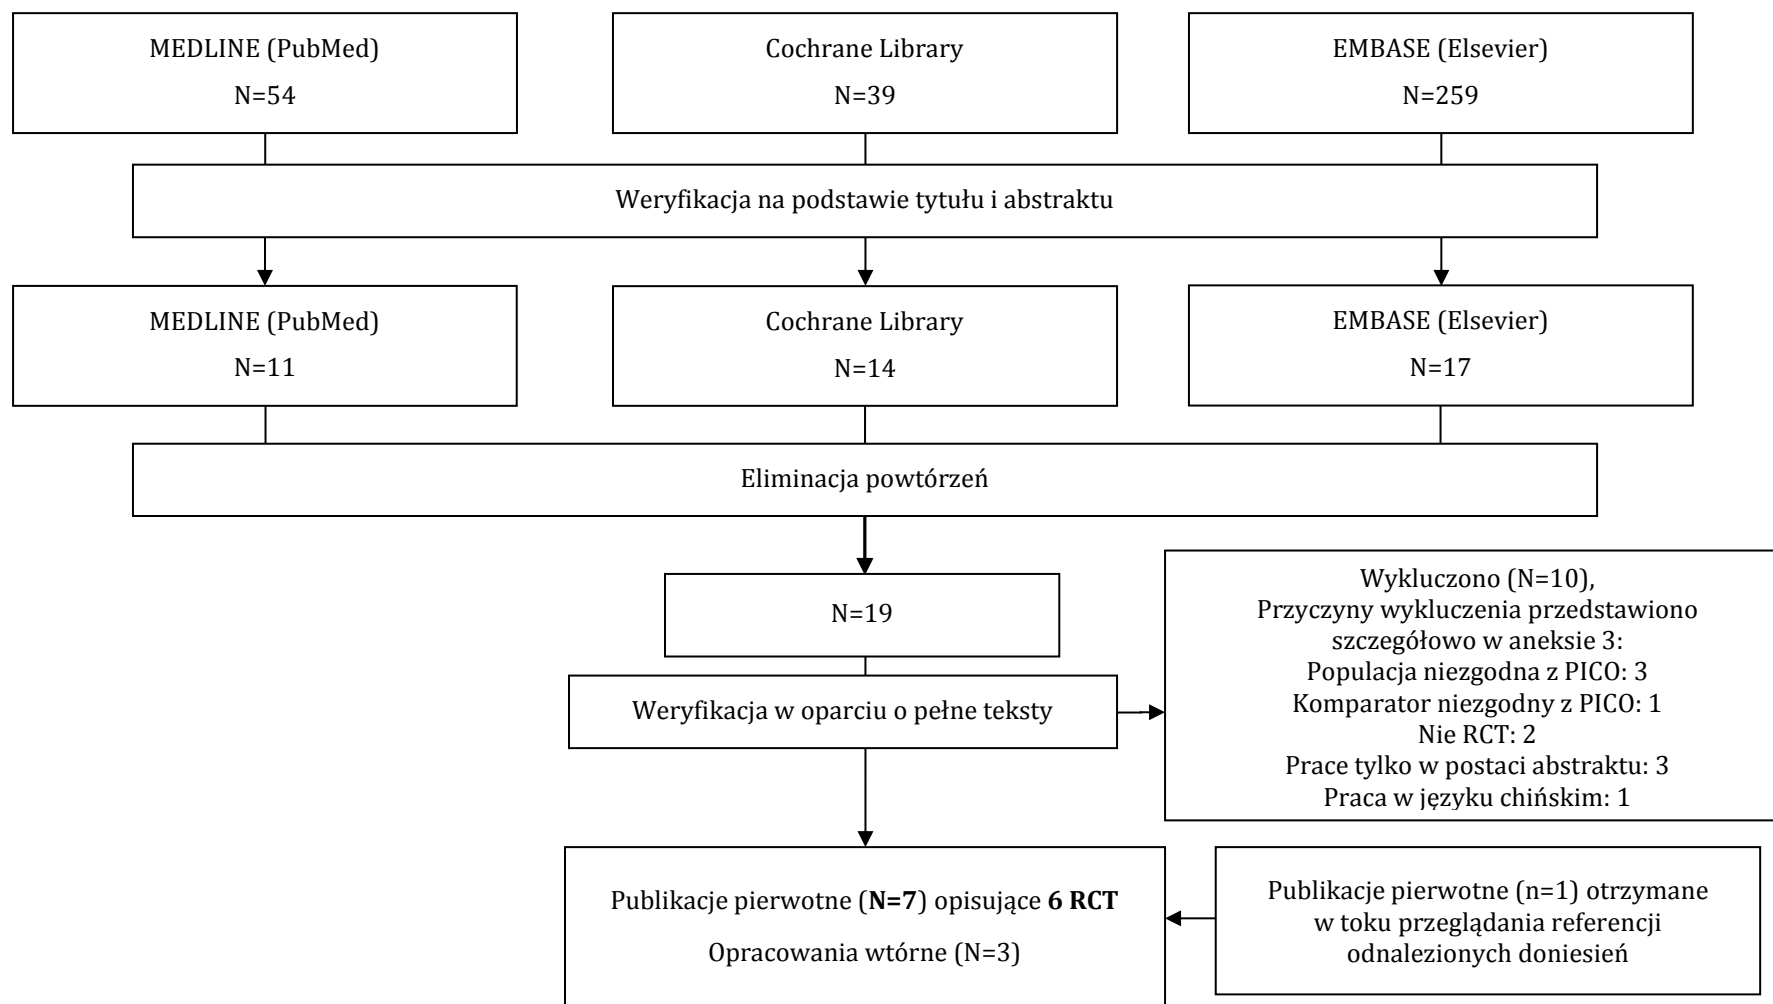 MEDLINE (PubMed)
N=54
Cochrane Library
N=39
EMBASE (Elsevier)
N=259
Weryfikacja na podstawie tytułu i abstraktu
MEDLINE (PubMed)
N=11
Cochrane Library
N=14
EMBASE (Elsevier)
N=17
Eliminacja powtórzeń
N=19
Wykluczono (N=10),
Przyczyny wykluczenia przedstawiono
szczegółowo w aneksie 3:
Populacja niezgodna z PICO: 3
Komparator niezgodny z PICO: 1
Nie RCT: 2
Prace tylko w postaci abstraktu: 3
Praca w języku chińskim: 1
Weryfikacja w oparciu o pełne teksty
Publikacje pierwotne (N=7) opisujące 6 RCT
Opracowania wtórne (N=3)
Publikacje pierwotne (n=1) otrzymane
w toku przeglądania referencji
odnalezionych doniesień